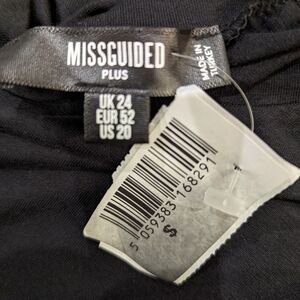 MISSGUIDED
PLUS
MADE IN
TURKEY
UK 24
EUR 52
US 20
5 059383 168291
$